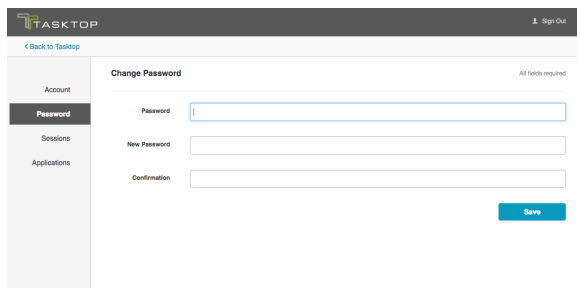 TASKTOP
Sign Out
Back to Tasktop
Account
Password
Sessions
Applications
Change Password
All fields required
Password
New Password
Confirmation
Save